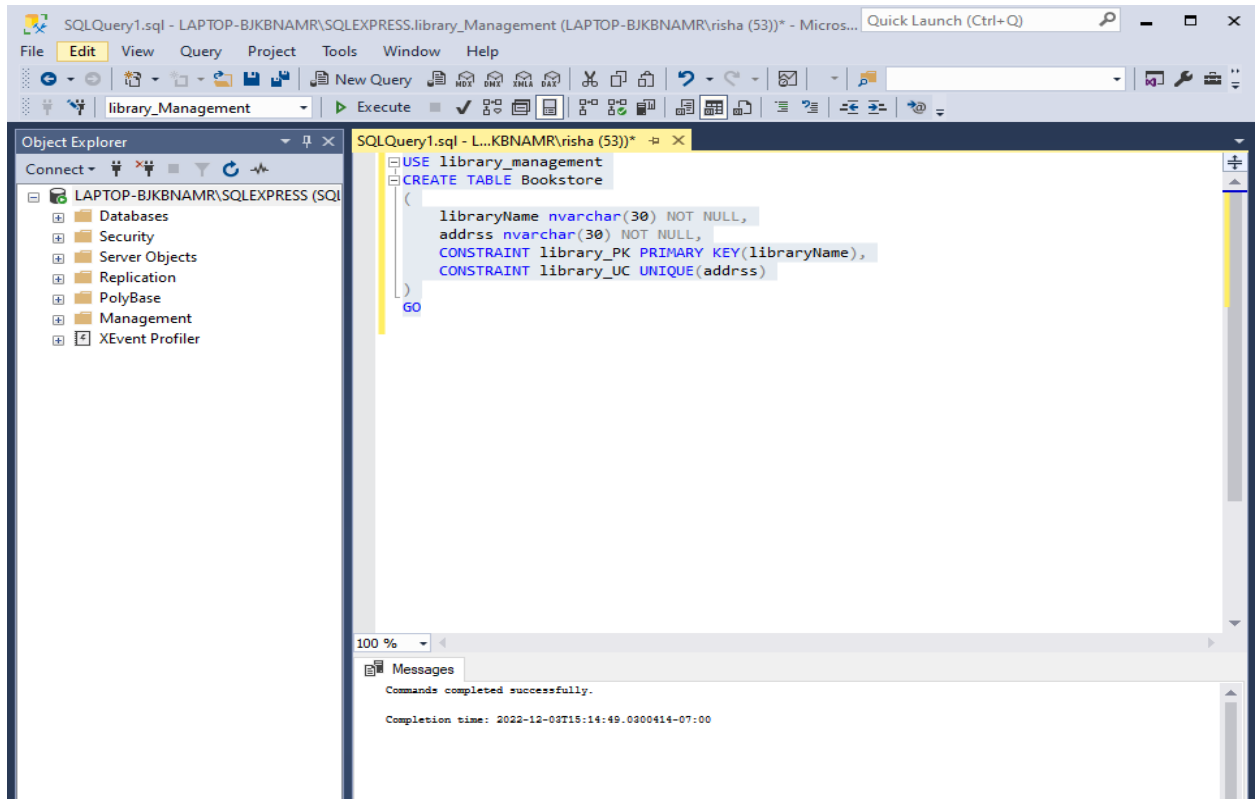 SQLQuery1.sql - LAPTOP-BJKBNAMR\SQLEXPRESS.library_Management (LAPTOP-BJKBNAMR\risha (53))* - Micros...
Quick Launch (Ctrl+Q)
File Edit View Query Project Tools Window Help
New Query MDX DMX XMLA DAX
library_Management Execute
Object Explorer
SQLQuery1.sql - L...KBNAMR\risha (53))*
Connect
LAPTOP-BJKBNAMR\SQLEXPRESS (SQL
Databases
Security
Server Objects
Replication
PolyBase
Management
XEvent Profiler
USE library_management
CREATE TABLE Bookstore
(
libraryName nvarchar(30) NOT NULL,
addrss nvarchar(30) NOT NULL,
CONSTRAINT library_PK PRIMARY KEY(libraryName),
CONSTRAINT library_UC UNIQUE(addrss)
)
GO
100 %
Messages
Commands completed successfully.
Completion time: 2022-12-03T15:14:49.0300414-07:00